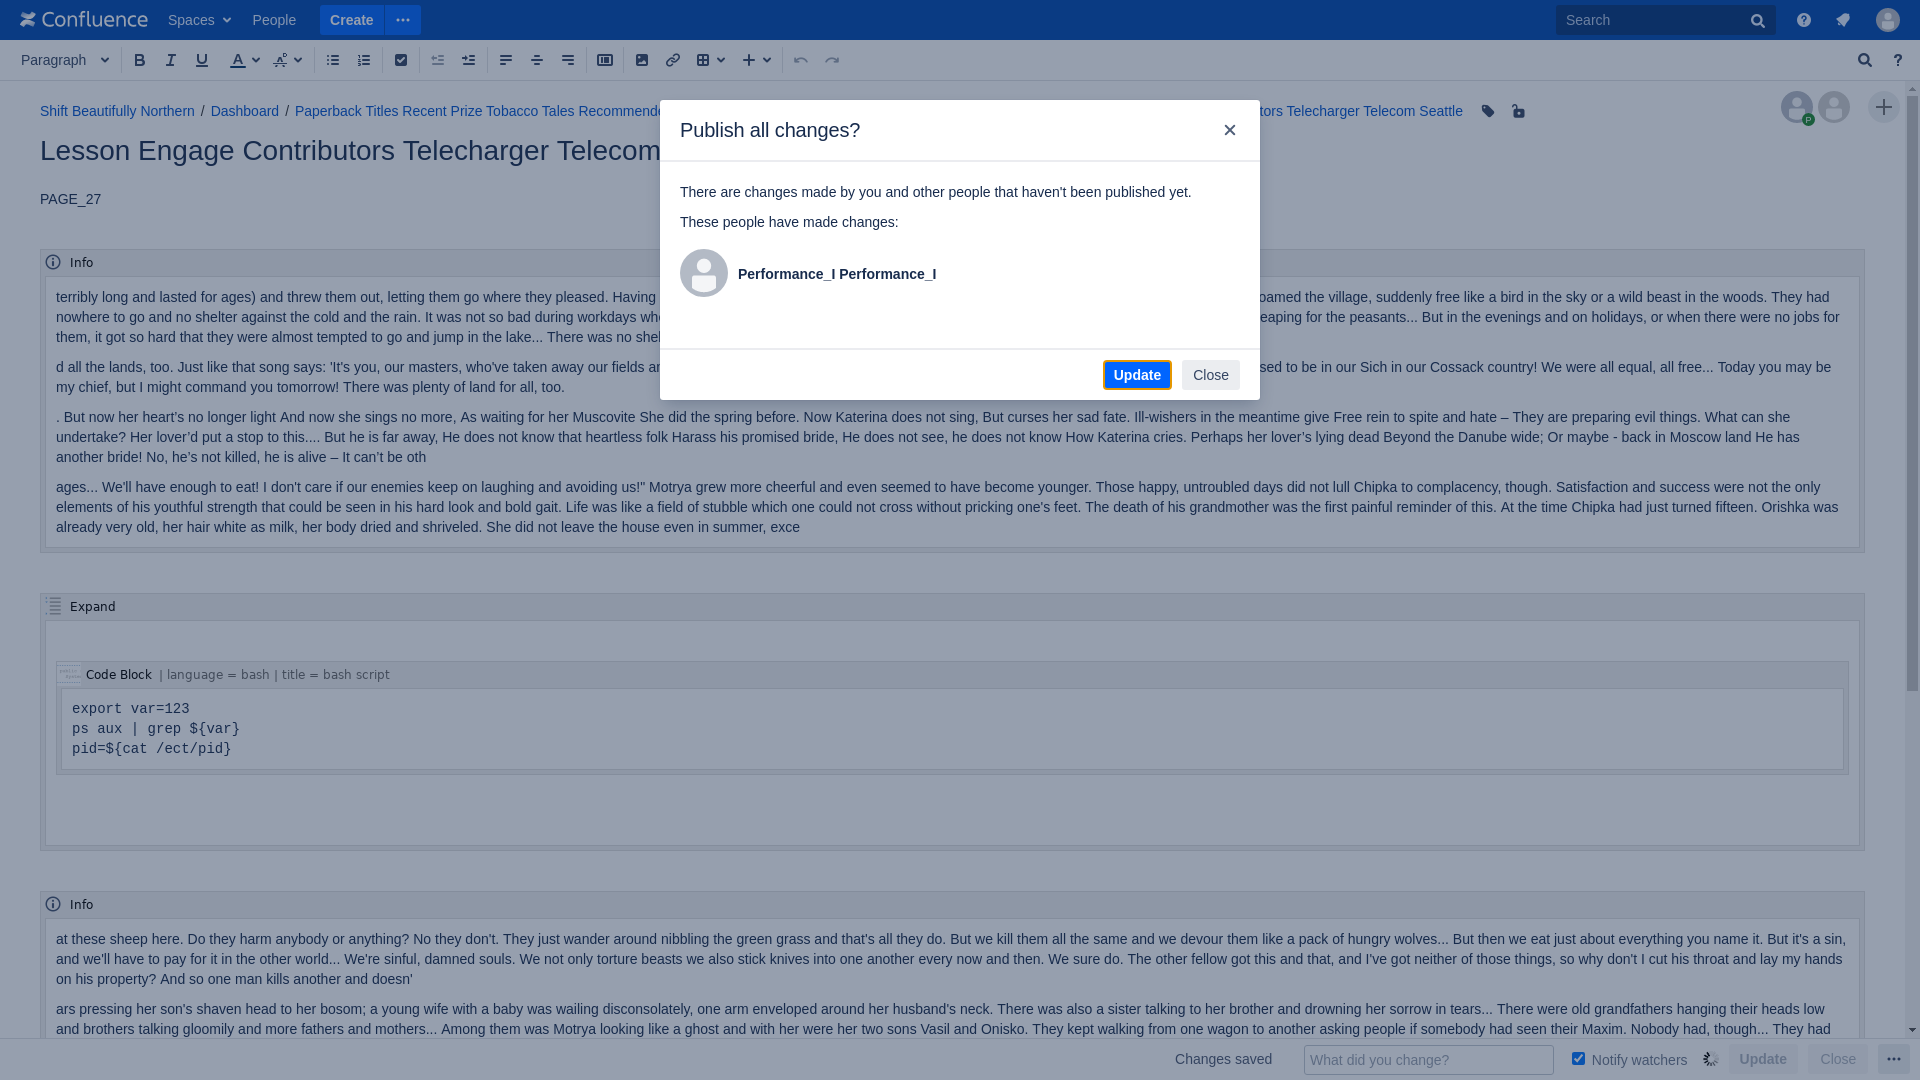 Confluence Spaces People Create Search
Paragraph B I U A A
Shift Beautifully Northern / Dashboard / Paperback Titles Recent Prize Tobacco Tales Recommende tors Telecharger Telecom Seattle
P
Publish all changes?
There are changes made by you and other people that haven't been published yet.
These people have made changes:
Performance_I Performance_I
Update Close
Lesson Engage Contributors Telecharger Telecom
PAGE_27
Info
terribly long and lasted for ages) and threw them out, letting them go where they pleased. Having oamed the village, suddenly free like a bird in the sky or a wild beast in the woods. They had
nowhere to go and no shelter against the cold and the rain. It was not so bad during workdays whe eaping for the peasants... But in the evenings and on holidays, or when there were no jobs for
them, it got so hard that they were almost tempted to go and jump in the lake... There was no shel
d all the lands, too. Just like that song says: 'It's you, our masters, who've taken away our fields an sed to be in our Sich in our Cossack country! We were all equal, all free... Today you may be
my chief, but I might command you tomorrow! There was plenty of land for all, too.
. But now her heart's no longer light And now she sings no more, As waiting for her Muscovite She did the spring before. Now Katerina does not sing, But curses her sad fate. Ill-wishers in the meantime give Free rein to spite and hate – They are preparing evil things. What can she
undertake? Her lover'd put a stop to this.... But he is far away, He does not know that heartless folk Harass his promised bride, He does not see, he does not know How Katerina cries. Perhaps her lover's lying dead Beyond the Danube wide; Or maybe - back in Moscow land He has
another bride! No, he's not killed, he is alive – It can't be oth
ages... We'll have enough to eat! I don't care if our enemies keep on laughing and avoiding us!" Motrya grew more cheerful and even seemed to have become younger. Those happy, untroubled days did not lull Chipka to complacency, though. Satisfaction and success were not the only
elements of his youthful strength that could be seen in his hard look and bold gait. Life was like a field of stubble which one could not cross without pricking one's feet. The death of his grandmother was the first painful reminder of this. At the time Chipka had just turned fifteen. Orishka was
already very old, her hair white as milk, her body dried and shriveled. She did not leave the house even in summer, exce
Expand
Code Block | language = bash | title = bash script
export var=123
ps aux | grep ${var}
pid=${cat /ect/pid}
Info
at these sheep here. Do they harm anybody or anything? No they don't. They just wander around nibbling the green grass and that's all they do. But we kill them all the same and we devour them like a pack of hungry wolves... But then we eat just about everything you name it. But it's a sin,
and we'll have to pay for it in the other world... We're sinful, damned souls. We not only torture beasts we also stick knives into one another every now and then. We sure do. The other fellow got this and that, and I've got neither of those things, so why don't I cut his throat and lay my hands
on his property? And so one man kills another and doesn'
ars pressing her son's shaven head to her bosom; a young wife with a baby was wailing disconsolately, one arm enveloped around her husband's neck. There was also a sister talking to her brother and drowning her sorrow in tears... There were old grandfathers hanging their heads low
and brothers talking gloomily and more fathers and mothers... Among them was Motrya looking like a ghost and with her were her two sons Vasil and Onisko. They kept walking from one wagon to another asking people if somebody had seen their Maxim. Nobody had, though... They had
Changes saved What did you change? Notify watchers Update Close